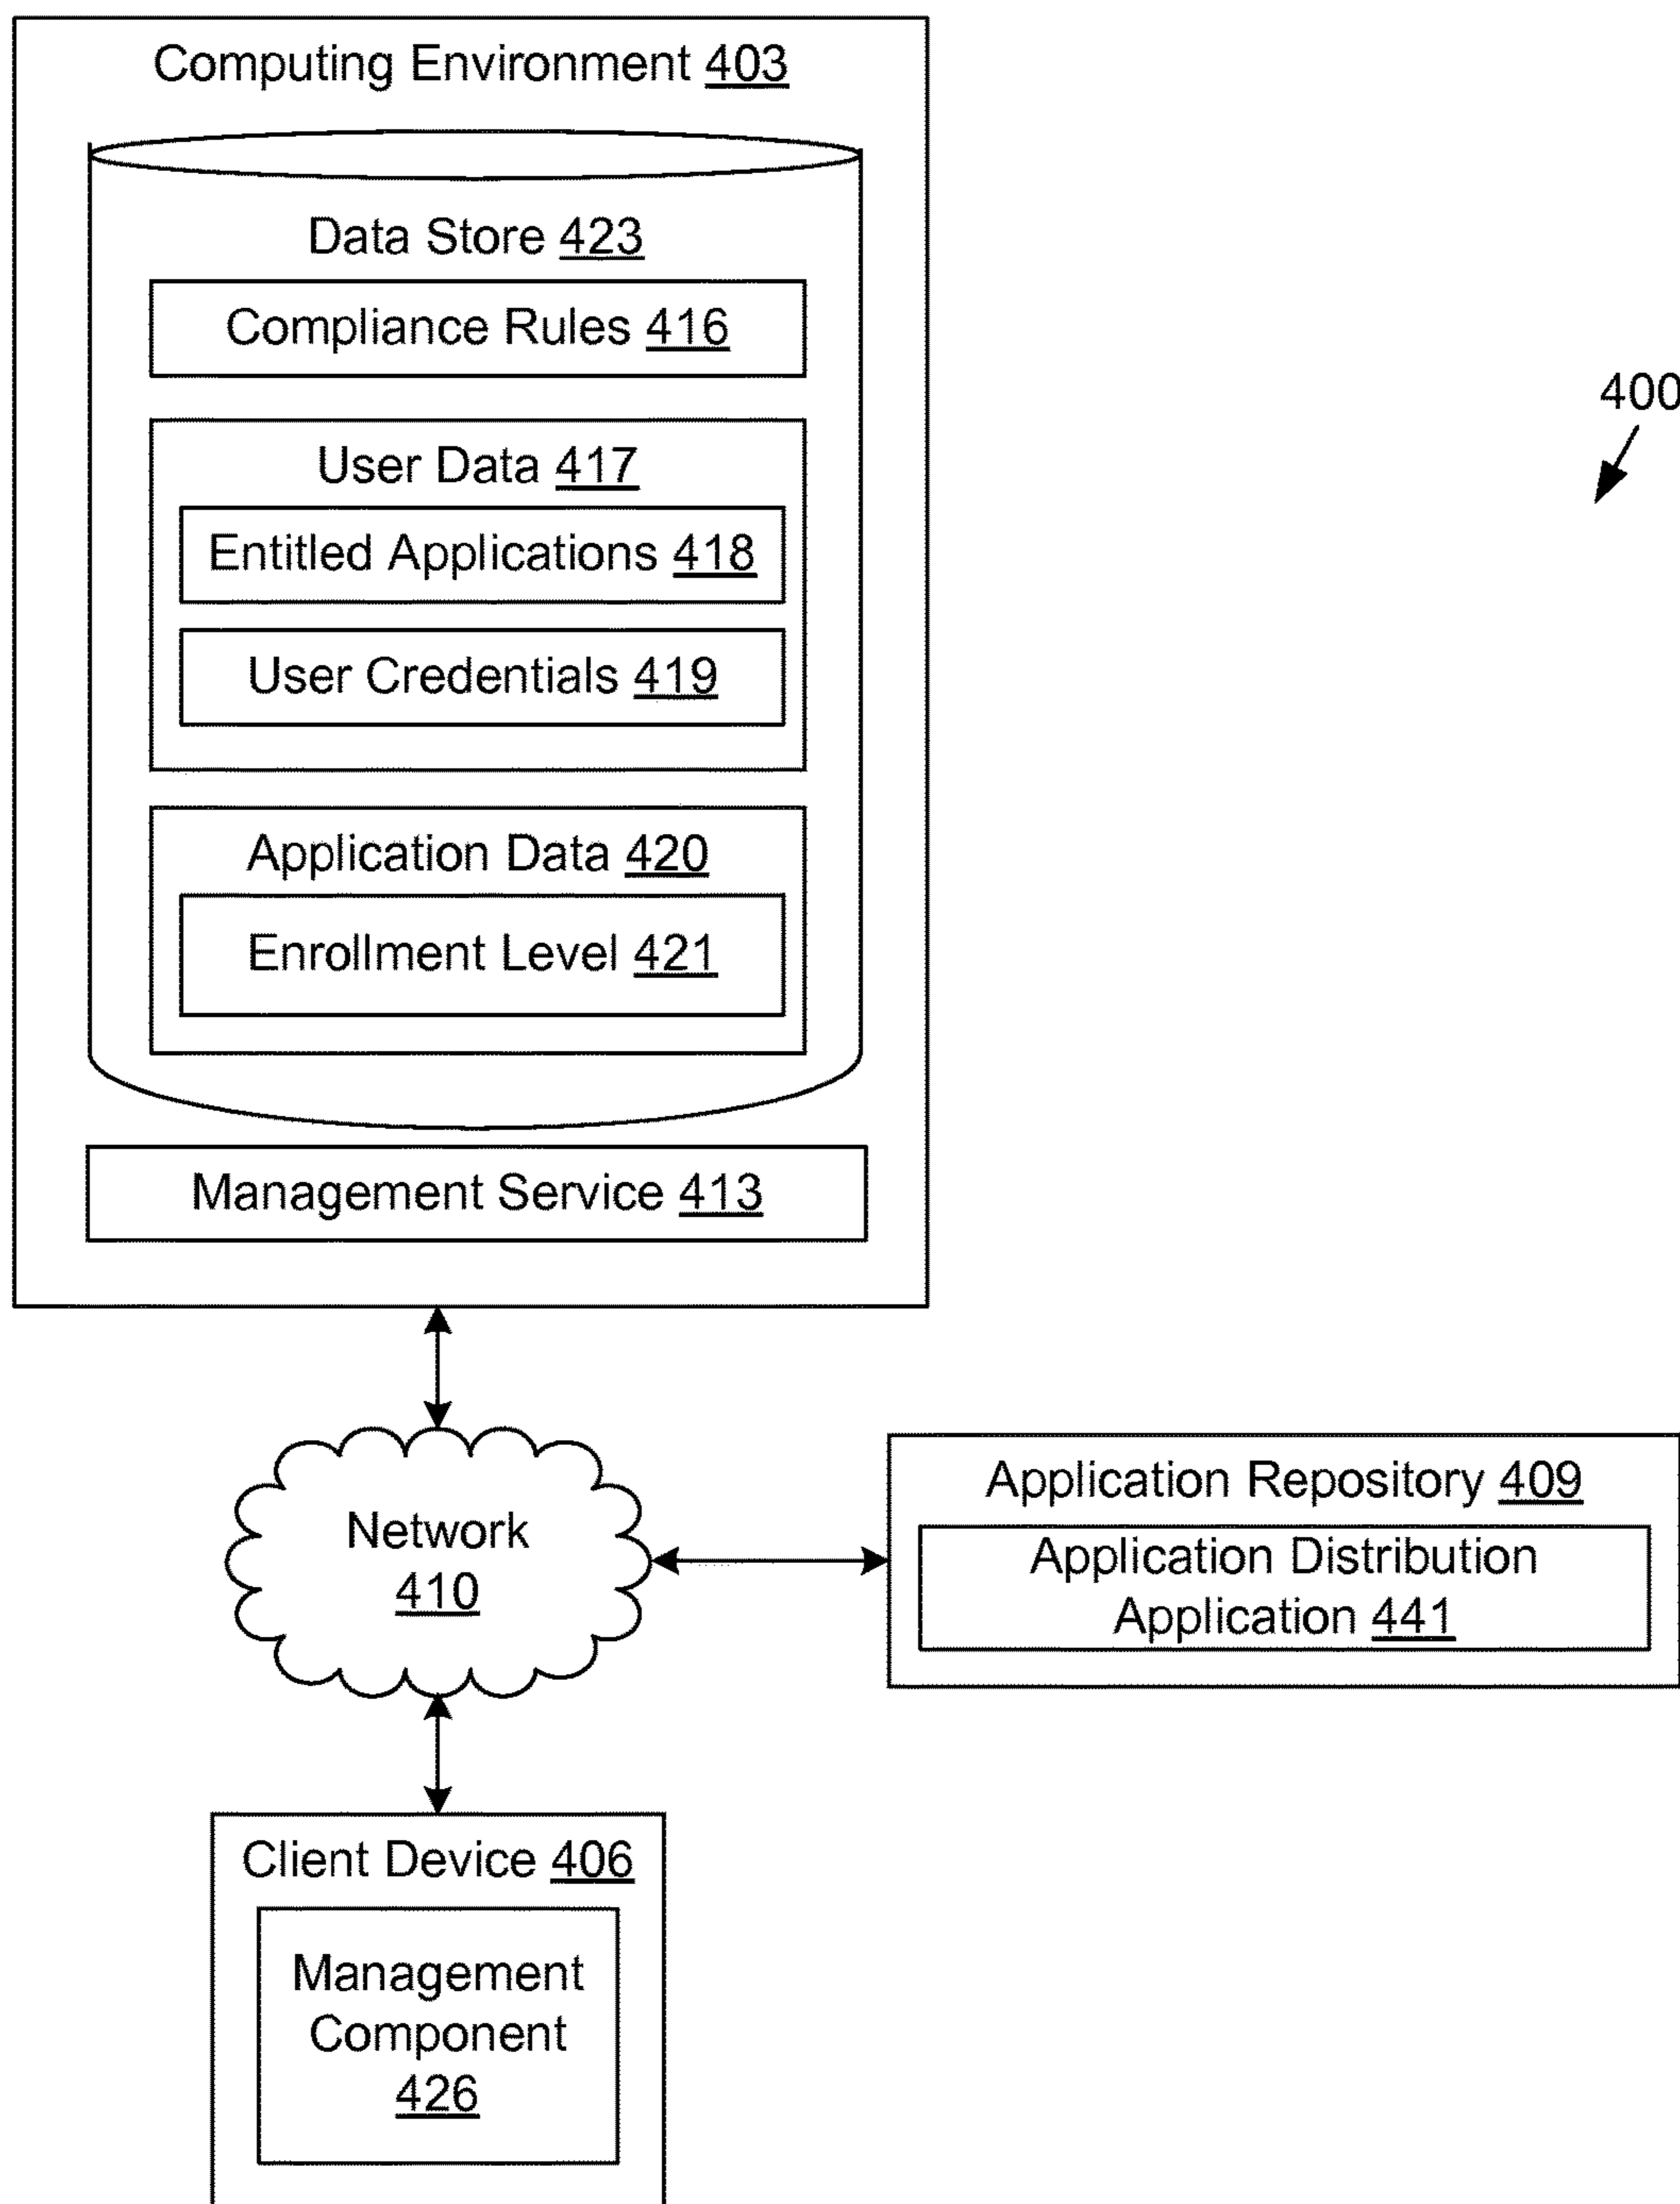 Computing Environment 403
Data Store 423
Compliance Rules 416
400
User Data 417
Entitled Applications 418
User Credentials 419
Application Data 420
Enrollment Level 421
Management Service 413
Network
410
Application Repository 409
Application Distribution
Application 441
Client Device 406
Management
Component
426